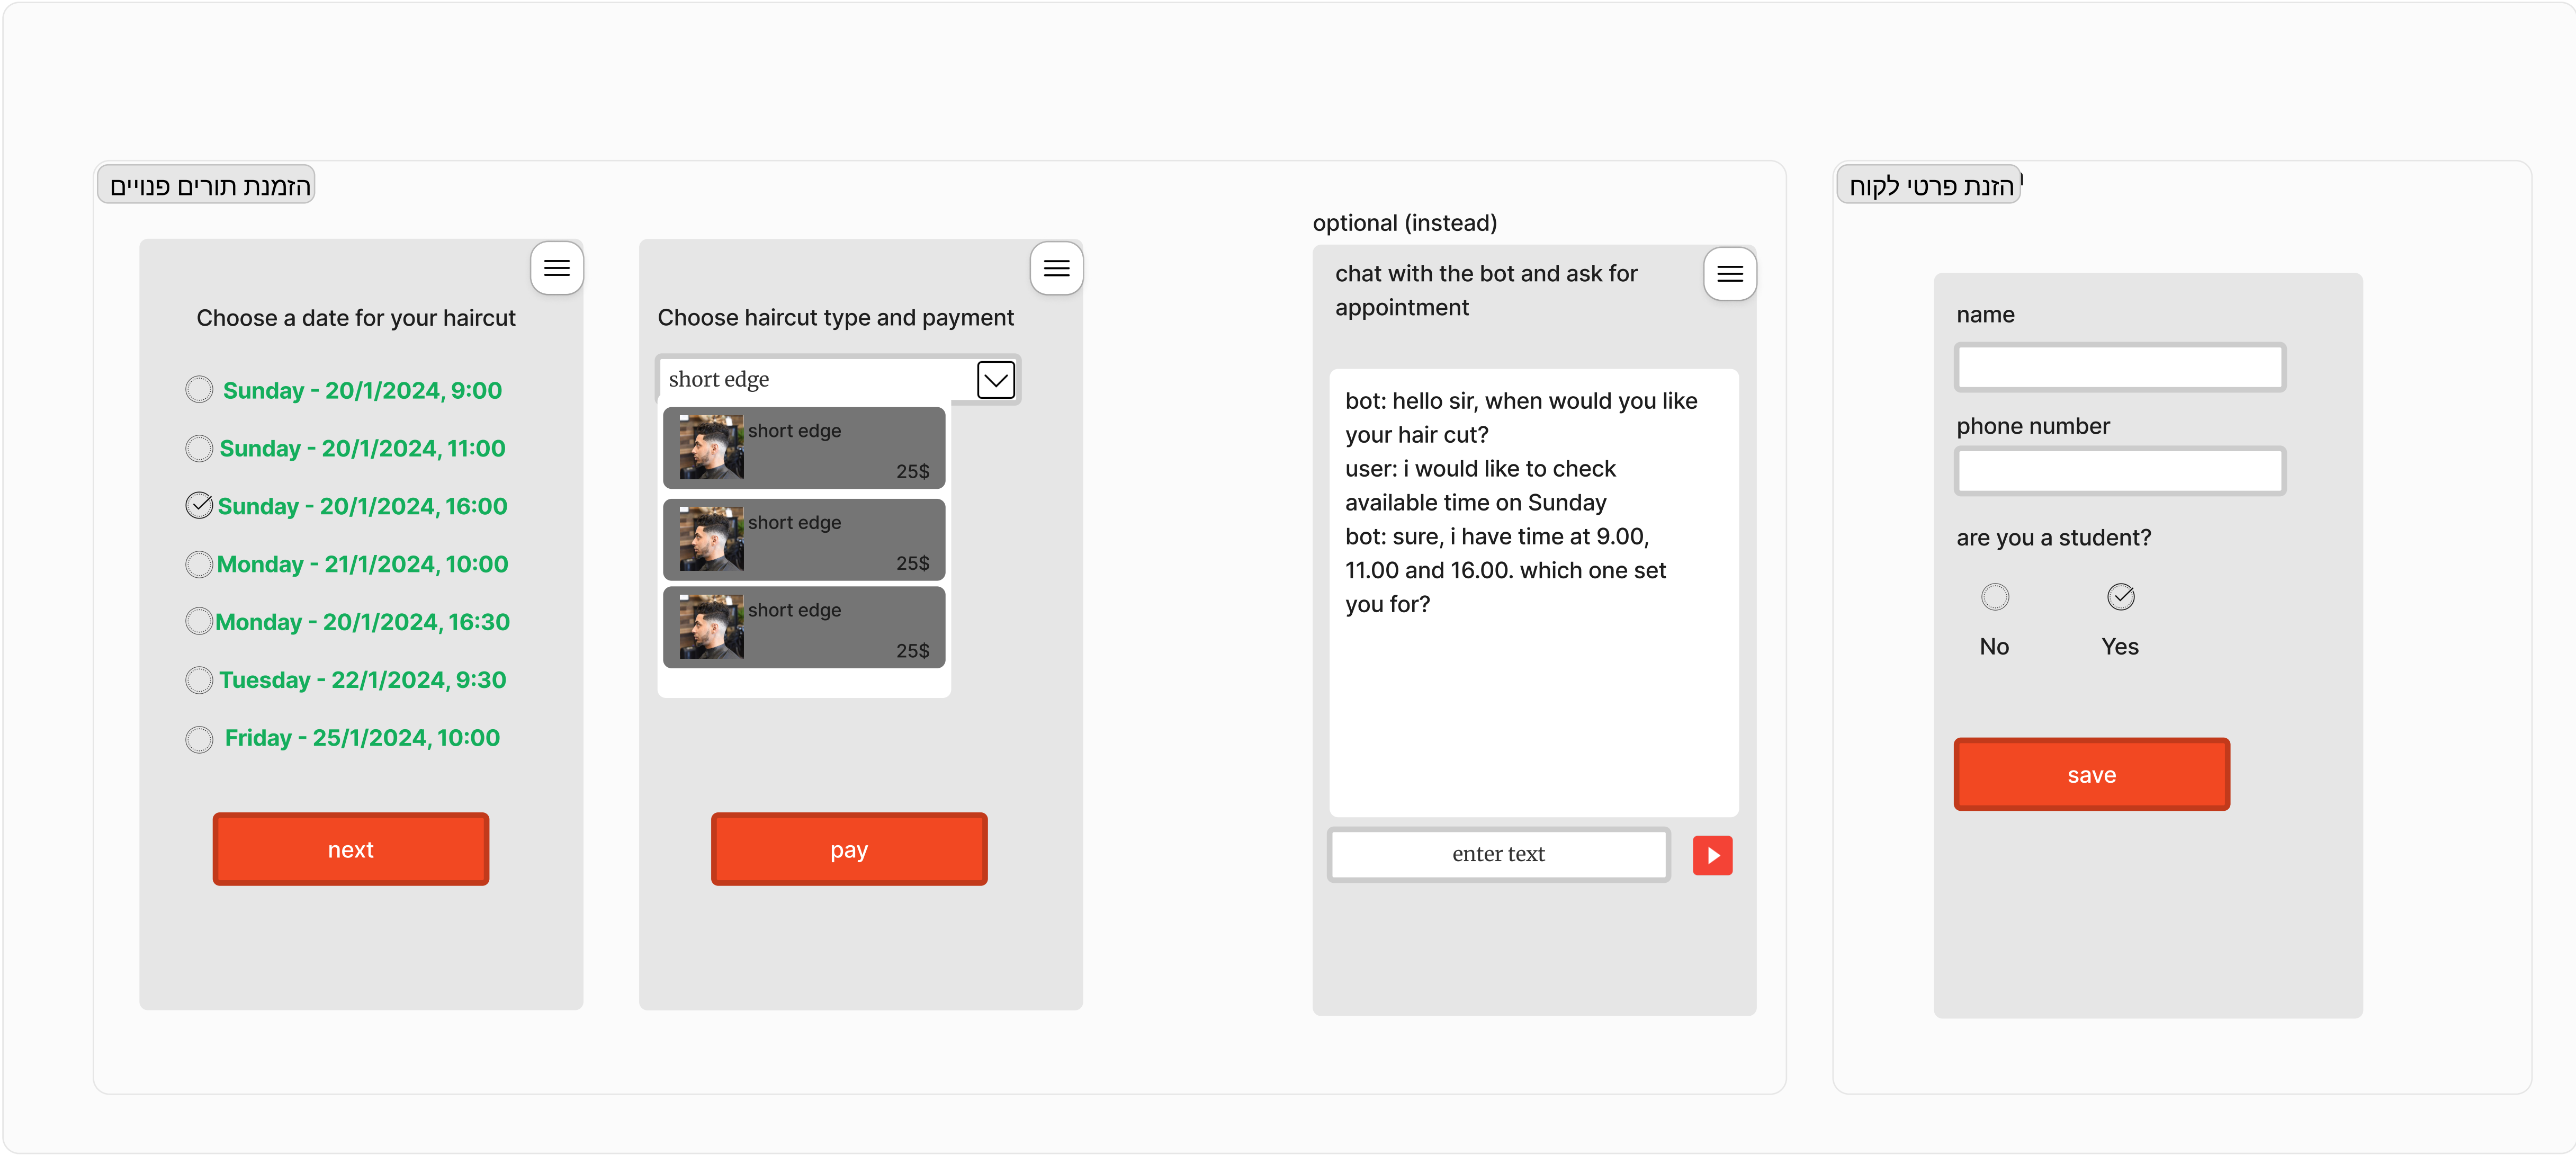 הזמנת תורים פנויים
Choose a date for your haircut
Sunday - 20/1/2024, 9:00
Sunday - 20/1/2024, 11:00
Sunday - 20/1/2024, 16:00
Monday - 21/1/2024, 10:00
Monday - 20/1/2024, 16:30
Tuesday - 22/1/2024, 9:30
Friday - 25/1/2024, 10:00
next
Choose haircut type and payment
short edge
short edge
25$
short edge
25$
short edge
25$
pay
optional (instead)
chat with the bot and ask for
appointment
bot: hello sir, when would you like
your hair cut?
user: i would like to check
available time on Sunday
bot: sure, i have time at 9.00,
11.00 and 16.00. which one set
you for?
enter text
הזנת פרטי לקוח
name
phone number
are you a student?
No
Yes
save